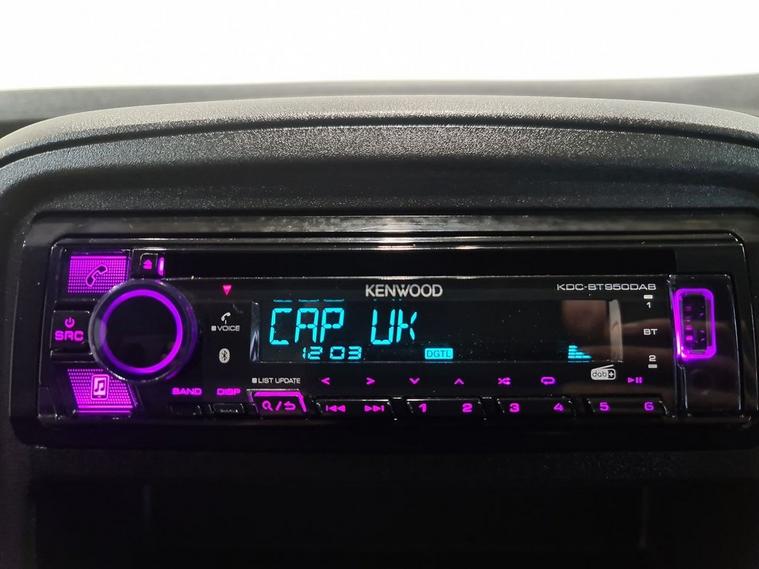 KENWOOD
KDC-BT950DAB
SRC
VOICE
CAP UK
12 03
DGTL
1
BT
2
BAND
DISP
LIST UPDATE
dab
1 2 3 4 5 6